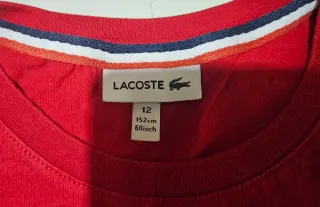 LACOSTE
12
152cm
60inch